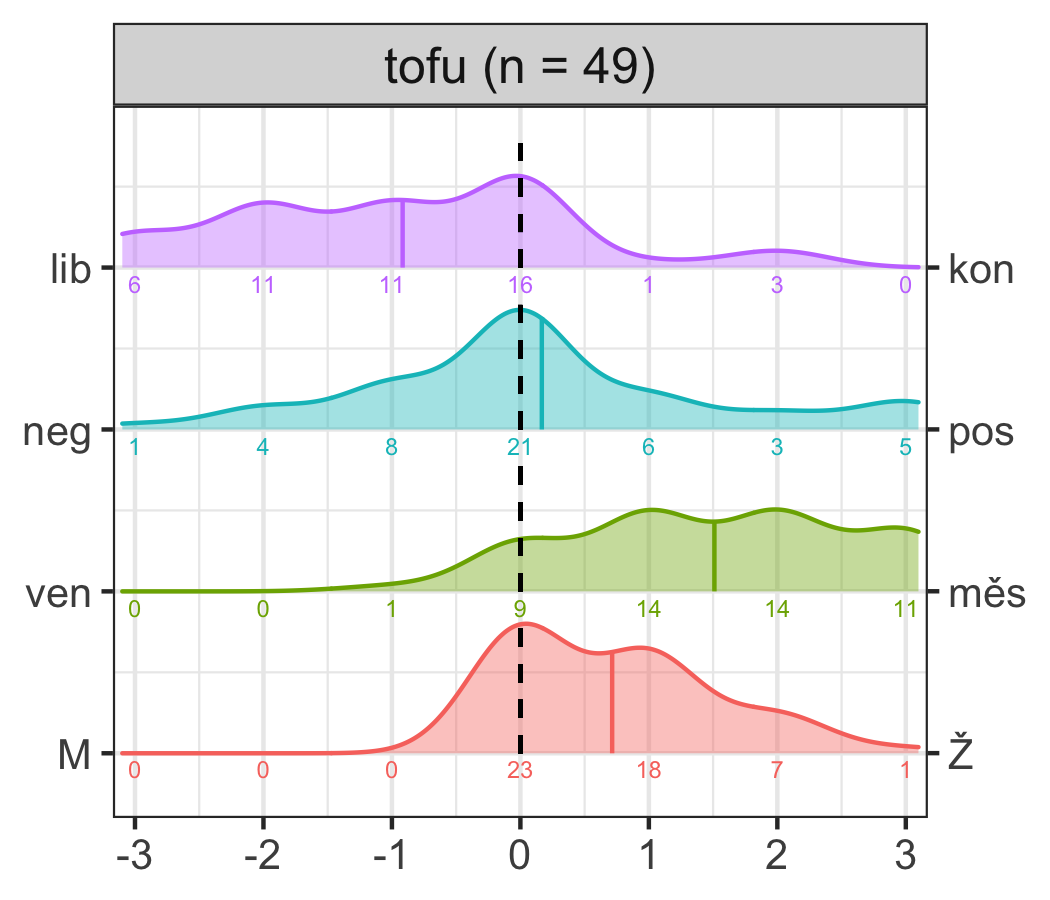 tofu (n = 49)
lib kon
6 11 11 16 1 3 0
neg pos
1 4 8 21 6 3 5
ven měs
0 0 1 9 14 14 11
M Ž
0 0 0 23 18 7 1
-3 -2 -1 0 1 2 3